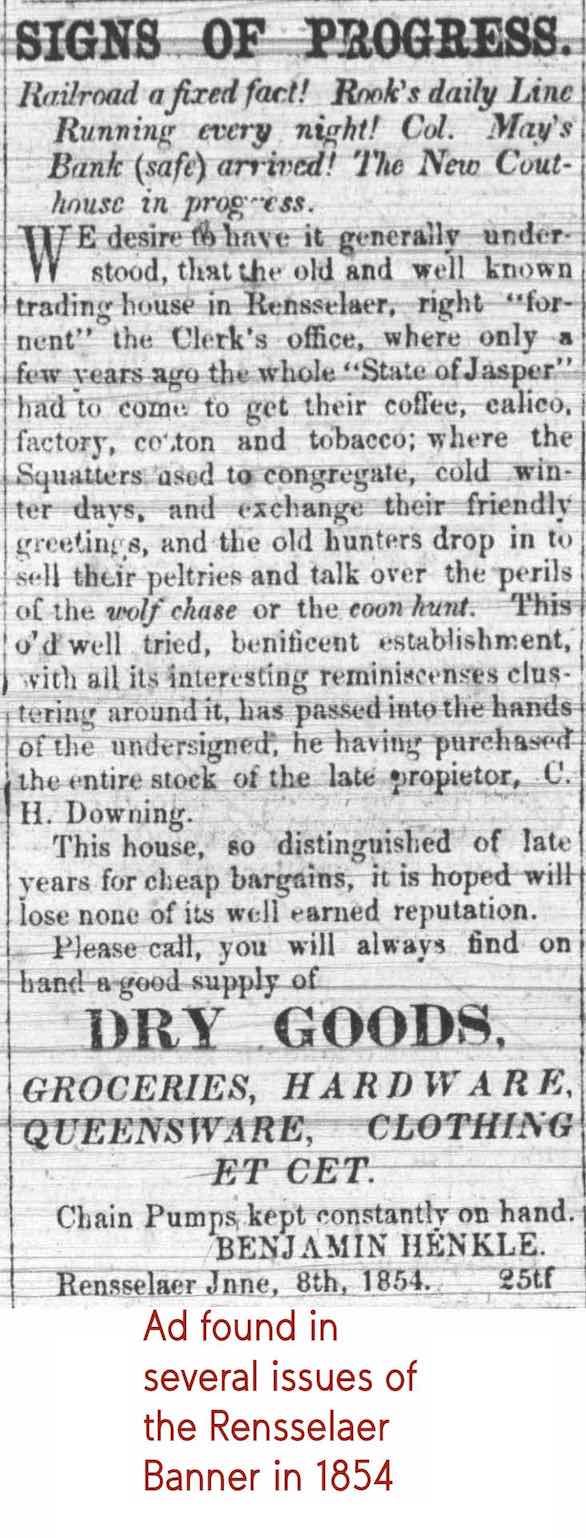 SIGNS OF PROGRESS.
Railroad a fixed fact! Rook's daily Line
Running every night! Col. May's
Bank (safe) arrived! The New Cout-
house in progress.
WE desire to have it generally under-
stood, that the old and well known
trading house in Rensselaer, right "for-
nent" the Clerk's office, where only a
few years ago the whole "State of Jasper"
had to come to get their coffee, calico,
factory, cotton and tobacco; where the
Squatters used to congregate, cold win-
ter days, and exchange their friendly
greetings, and the old hunters drop in to
sell their peltries and talk over the perils
of the wolf chase or the coon hunt. This
o'd well tried, benificent establishment,
with all its interesting reminiscenses clus-
tering around it, has passed into the hands
of the undersigned, he having purchased
the entire stock of the late propietor, C.
H. Downing.
This house, so distinguished of late
years for cheap bargains, it is hoped will
lose none of its well earned reputation.
Please call, you will always find on
hand a good supply of
DRY GOODS,
GROCERIES, HARDWARE,
QUEENSWARE, CLOTHING
ET CET.
Chain Pumps kept constantly on hand.
BENJAMIN HENKLE.
Rensselaer Jnne, 8th, 1854. 25tf
Ad found in
several issues of
the Rensselaer
Banner in 1854